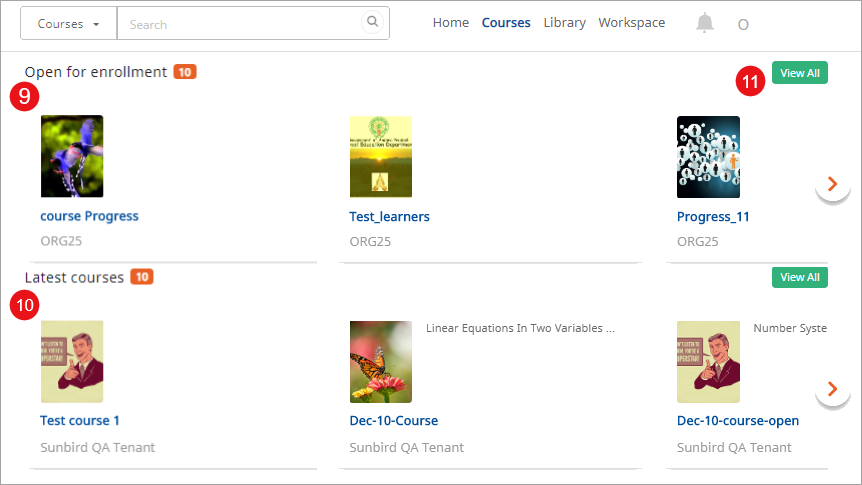 Courses
Search
Home Courses Library Workspace
O
Open for enrollment 10
View All
9
11
course Progress
ORG25
Test_learners
ORG25
Progress_11
ORG25
Latest courses 10
View All
10
Linear Equations In Two Variables ...
Number Syste
Test course 1
Sunbird QA Tenant
Dec-10-Course
Sunbird QA Tenant
Dec-10-course-open
Sunbird QA Tenant